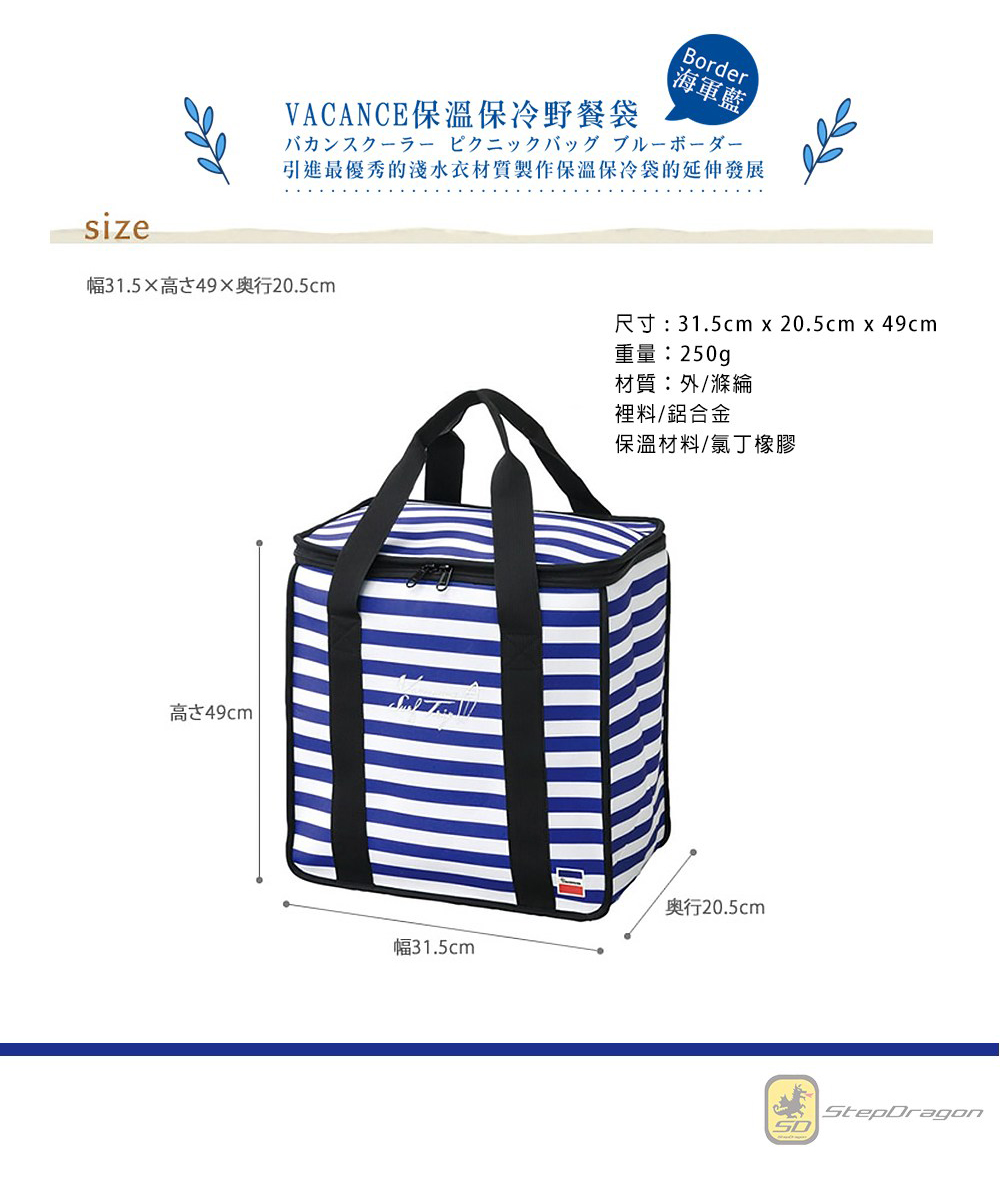 Border
海軍藍
VACANCE保溫保冷野餐袋
バカンスクーラー ピクニックバッグ ブルーボーダー
引進最優秀的淺水衣材質製作保溫保冷袋的延伸發展
size
幅31.5×高さ49×奥行20.5cm
尺寸：31.5cm x 20.5cm x 49cm
重量：250g
材質：外/滌綸
裡料/鋁合金
保溫材料/氯丁橡膠
Surf Trip
高さ49cm
奥行20.5cm
幅31.5cm
SD
StepDragon
StepDragon